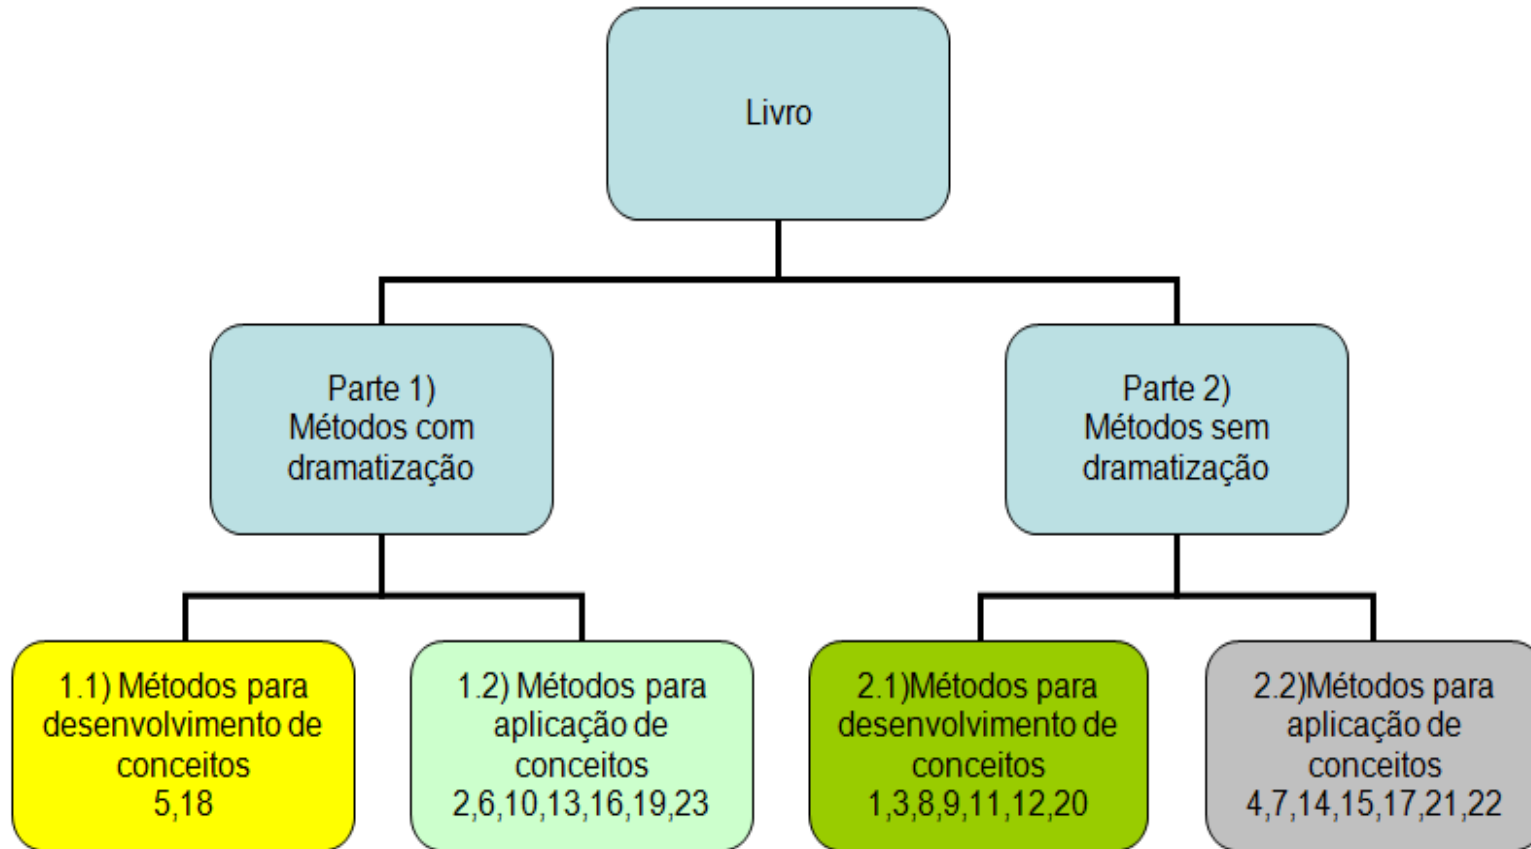 Livro
Parte 1)
Métodos com
dramatização
Parte 2)
Métodos sem
dramatização
1.1) Métodos para
desenvolvimento de
conceitos
5,18
1.2) Métodos para
aplicação de
conceitos
2,6,10,13,16,19,23
2.1)Métodos para
desenvolvimento de
conceitos
1,3,8,9,11,12,20
2.2)Métodos para
aplicação de
conceitos
4,7,14,15,17,21,22